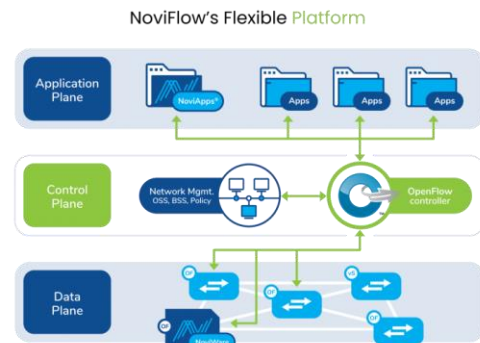 NoviFlow's Flexible Platform
Application
Plane
NoviApps®
Apps
Apps
Apps
Control
Plane
Network Mgmt.
OSS, BSS, Policy
OpenFlow
controller
Data
Plane
OF
OF
vS
OF
OF
NoviWare